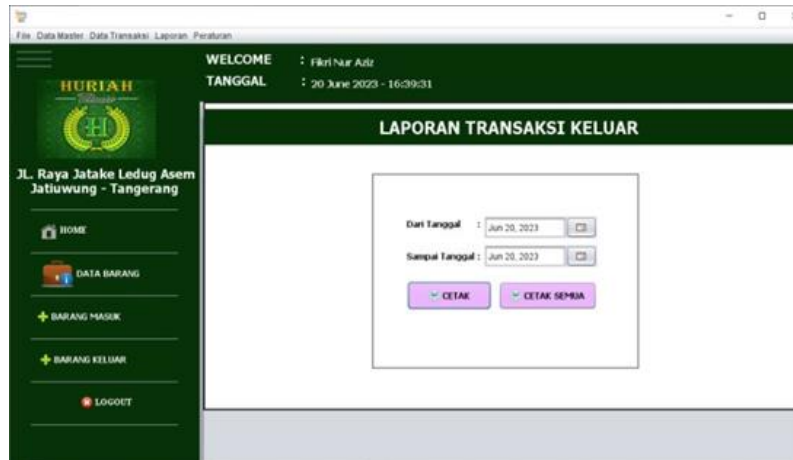 File Data Master Data Transaksi Laporan Peraturan
WELCOME : Fikri Nur Aziz
TANGGAL : 20 June 2023 - 16:39:31
HURIAH
H
JL. Raya Jatake Ledug Asem
Jatiuwung - Tangerang
HOME
DATA BARANG
BARANG MASUK
BARANG KELUAR
LOGOUT
LAPORAN TRANSAKSI KELUAR
Dari Tanggal : Jun 20, 2023
Sampai Tanggal : Jun 20, 2023
CETAK CETAK SEMUA